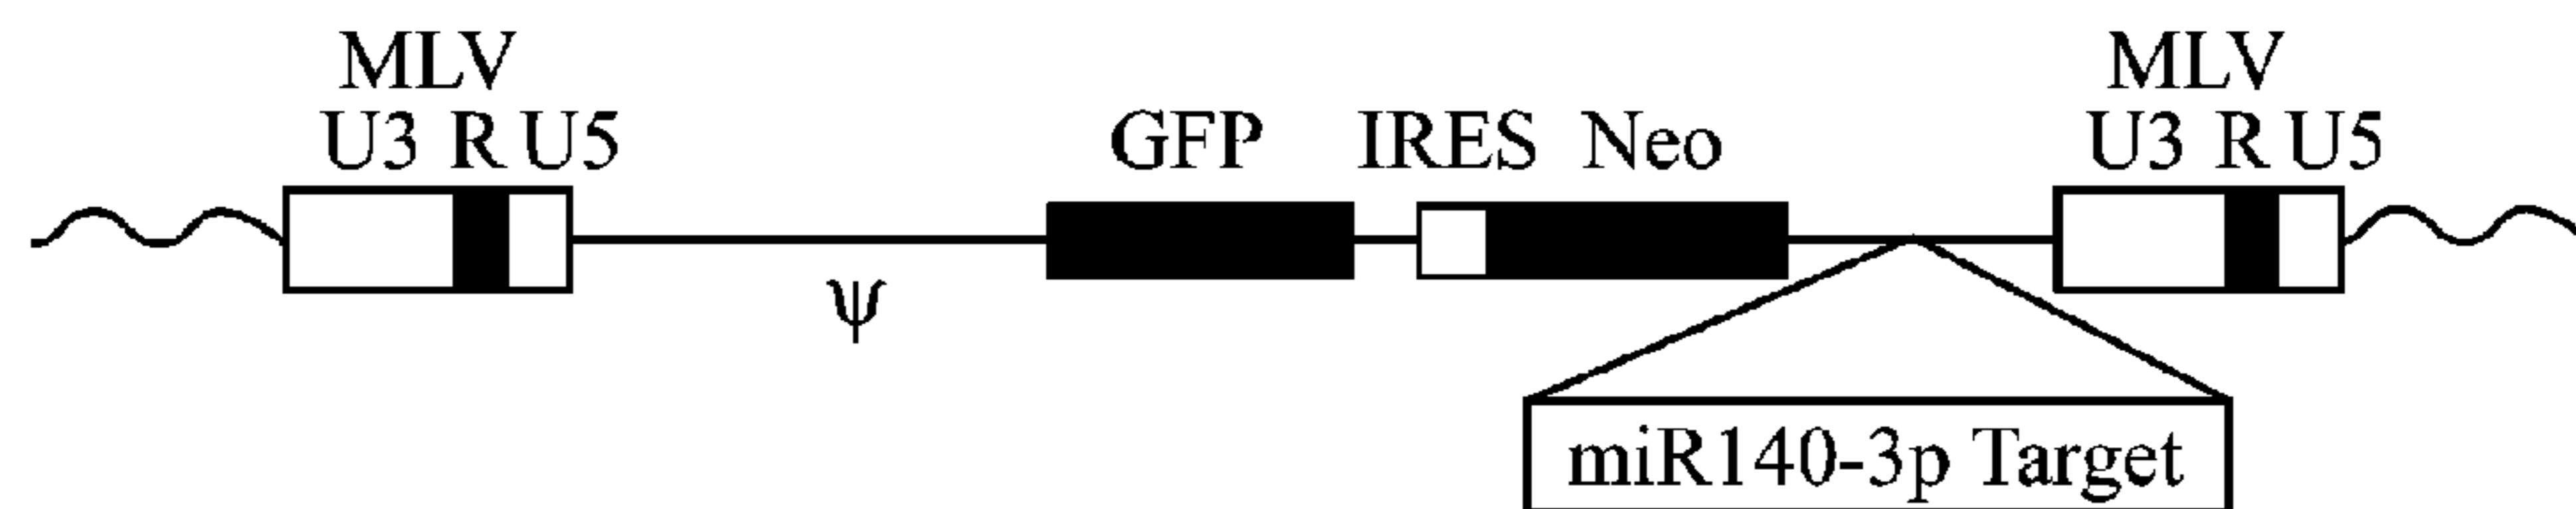 MLV
U3 R U5
GFP
IRES Neo
MLV
U3 R U5
ψ
miR140-3p Target